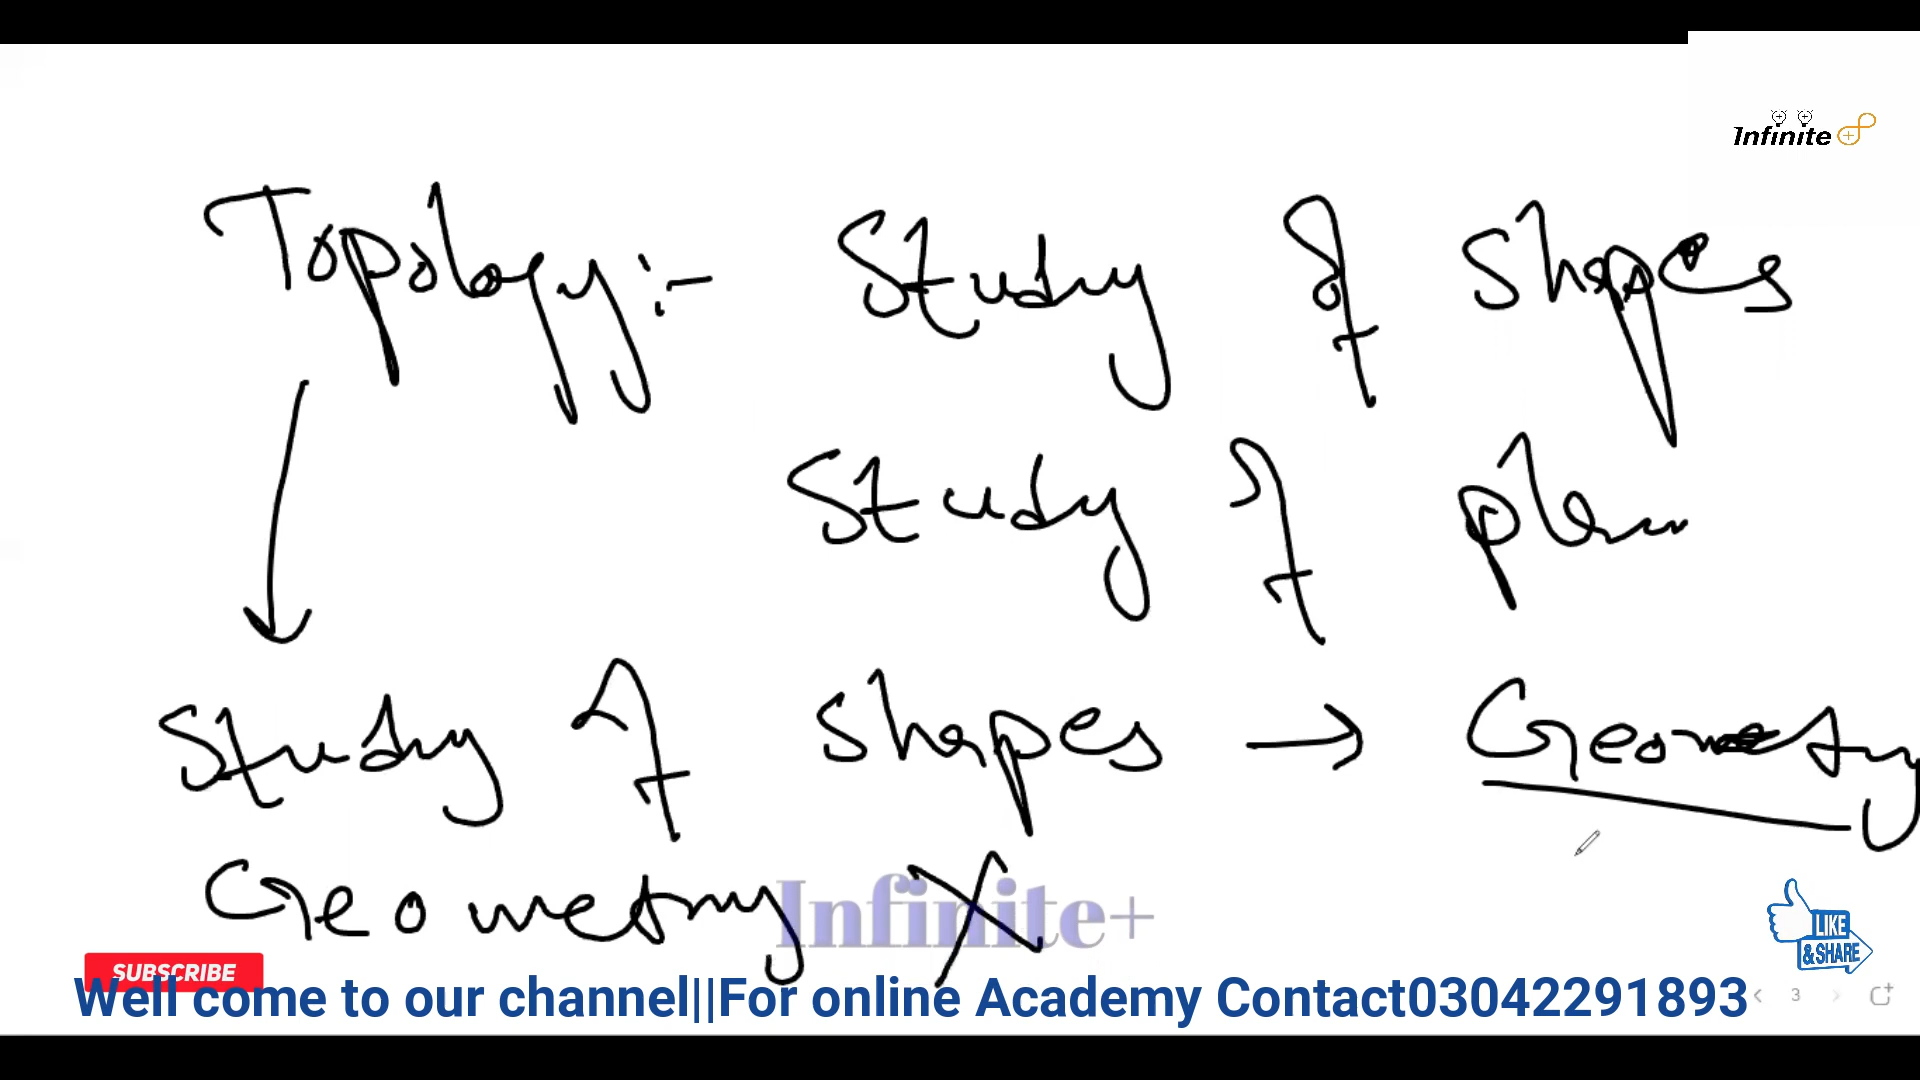 Infinite
Topology:- Study of shapes
Study of
Study of shapes → Geometry
Geometry X
Infinite+
LIKE
& SHARE
SUBSCRIBE
Well come to our channel||For online Academy Contact03042291893
3